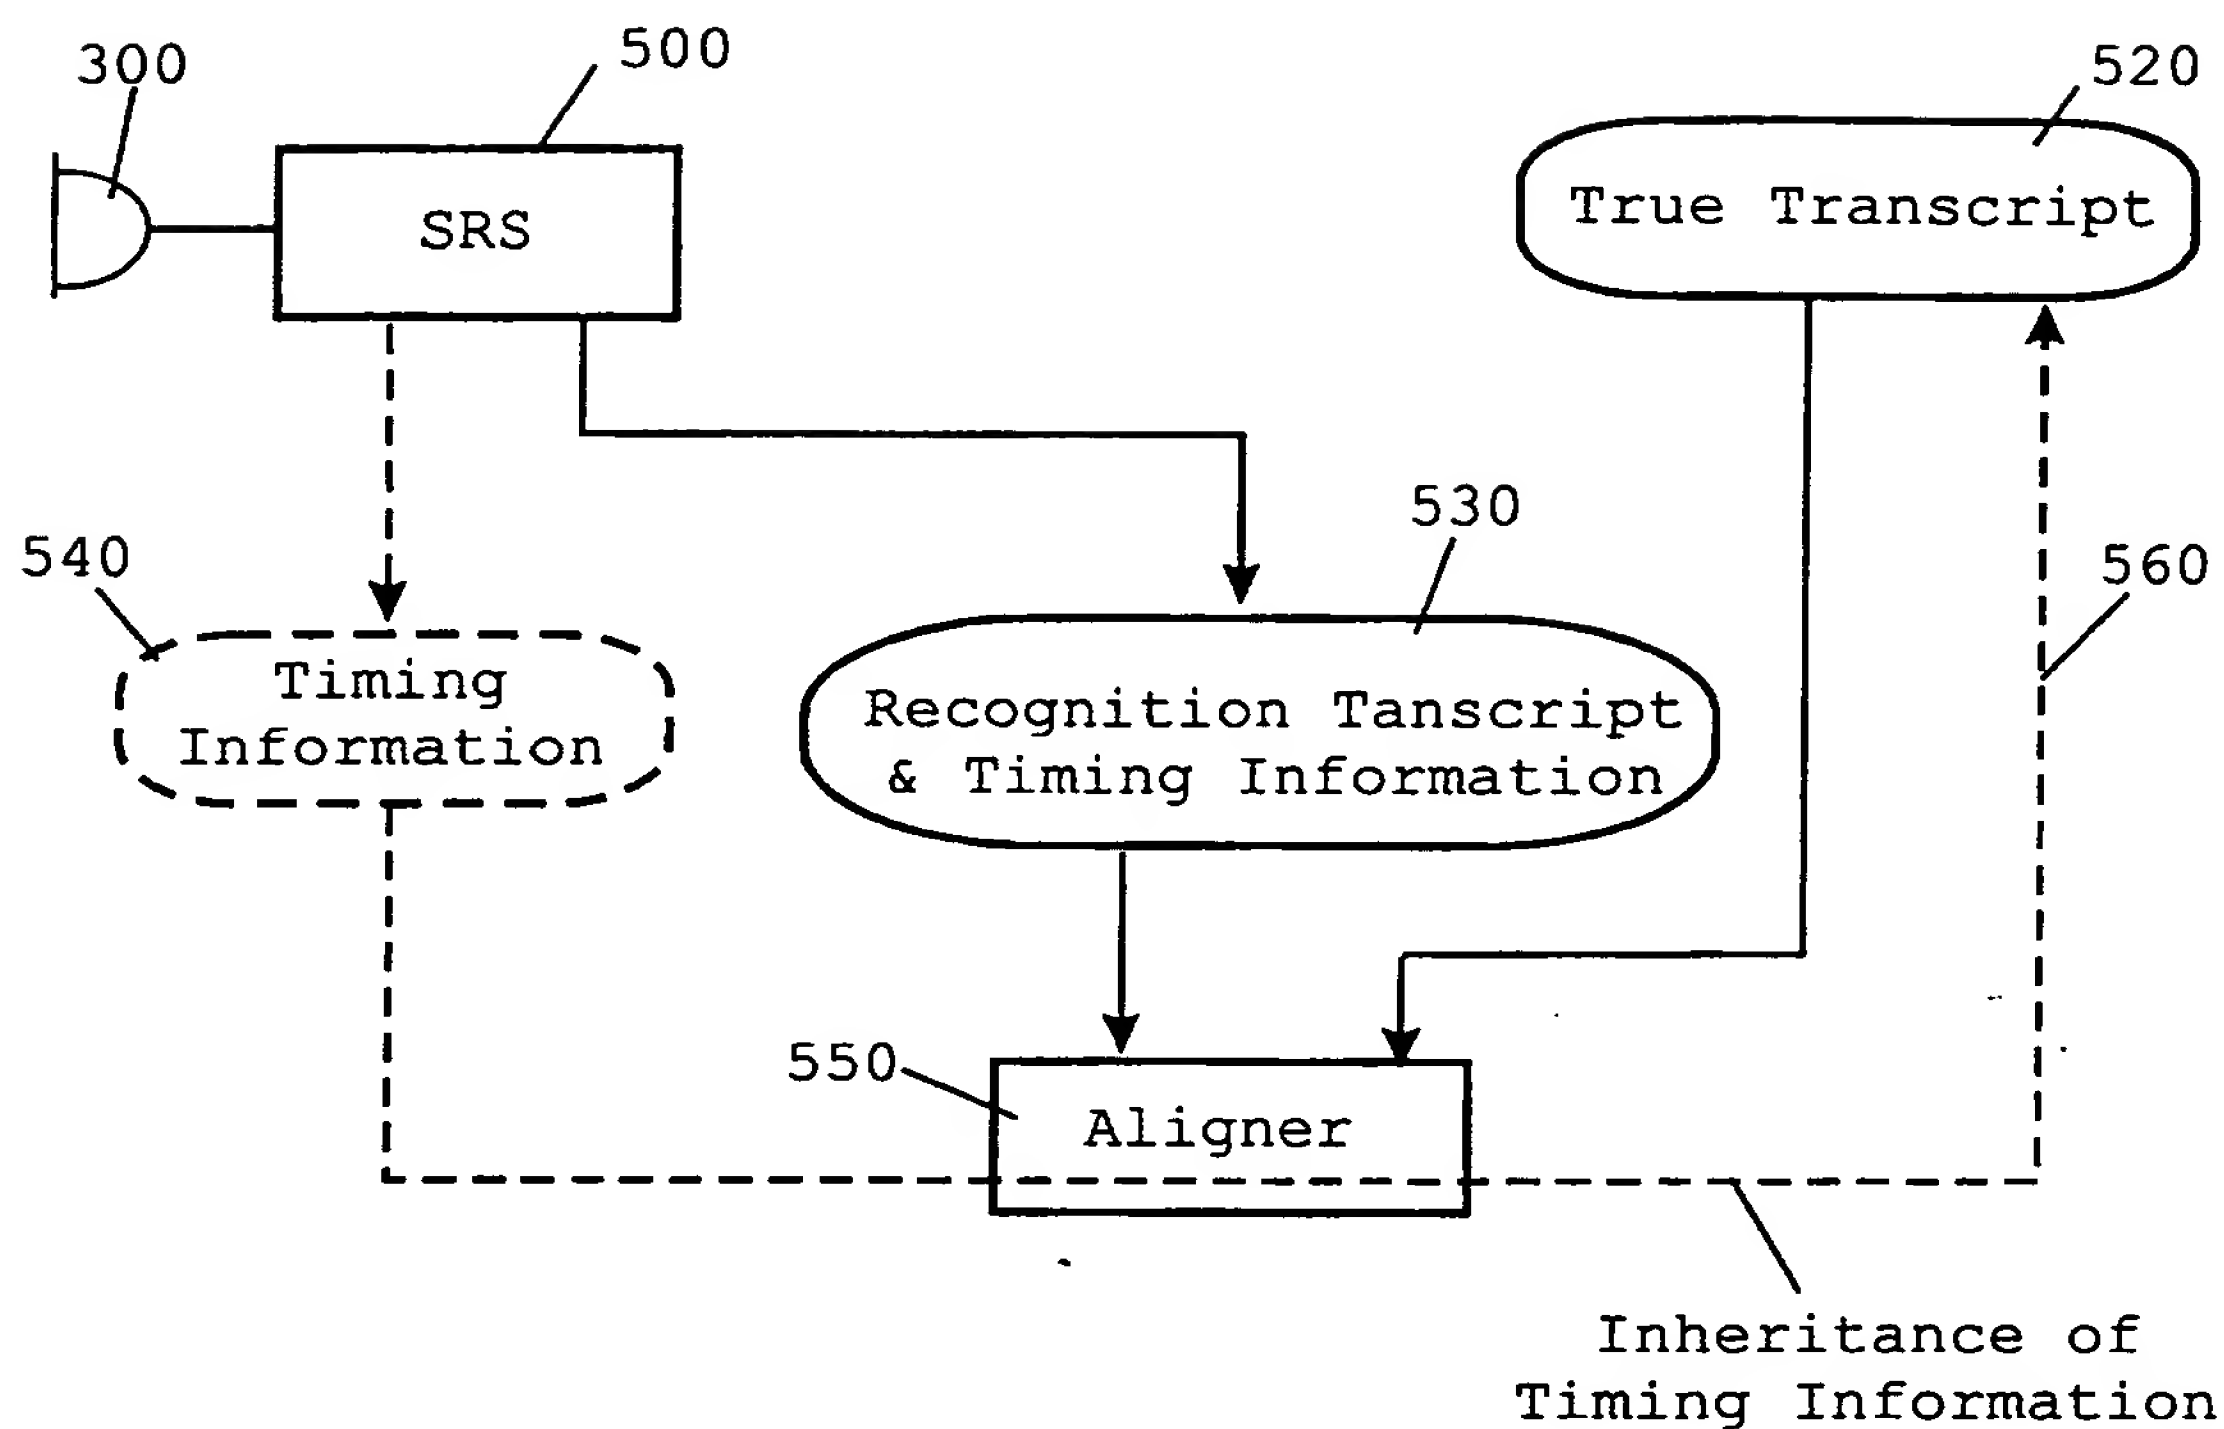 300
500
520
SRS
True Transcript
530
540
560
Timing
Information
Recognition Tanscript
& Timing Information
550
Aligner
Inheritance of
Timing Information